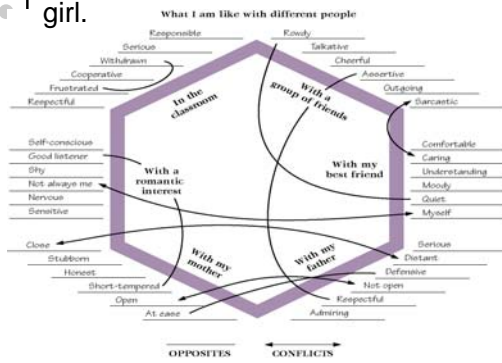 girl.
What I am like with different people
Responsible
Serious
Withdrawn
Cooperative
Frustrated
Respectful
In the
classroom
Rowdy
Talkative
Cheerful
Assertive
Outgoing
Sarcastic
With a
group of friends
Self-conscious
Good listener
Shy
Not always me
Nervous
Sensitive
With a
romantic
interest
Comfortable
Caring
Understanding
Moody
Quiet
Myself
With my
best friend
Close
Stubborn
Honest
Short-tempered
Open
At ease
With my
mother
Serious
Distant
Defensive
Not open
Respectful
Admiring
With my
father
OPPOSITES
CONFLICTS